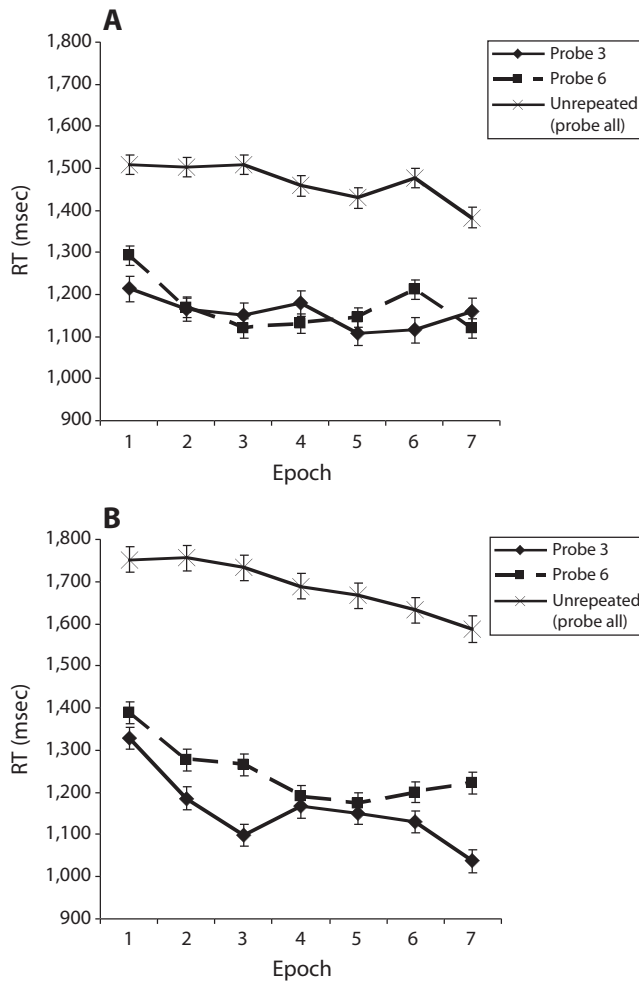 A
1,800
1,700
1,600
1,500
1,400
1,300
1,200
1,100
1,000
900
RT (msec)
1 2 3 4 5 6 7
Epoch
Probe 3
Probe 6
Unrepeated
(probe all)
B
1,800
1,700
1,600
1,500
1,400
1,300
1,200
1,100
1,000
900
RT (msec)
1 2 3 4 5 6 7
Epoch
Probe 3
Probe 6
Unrepeated
(probe all)